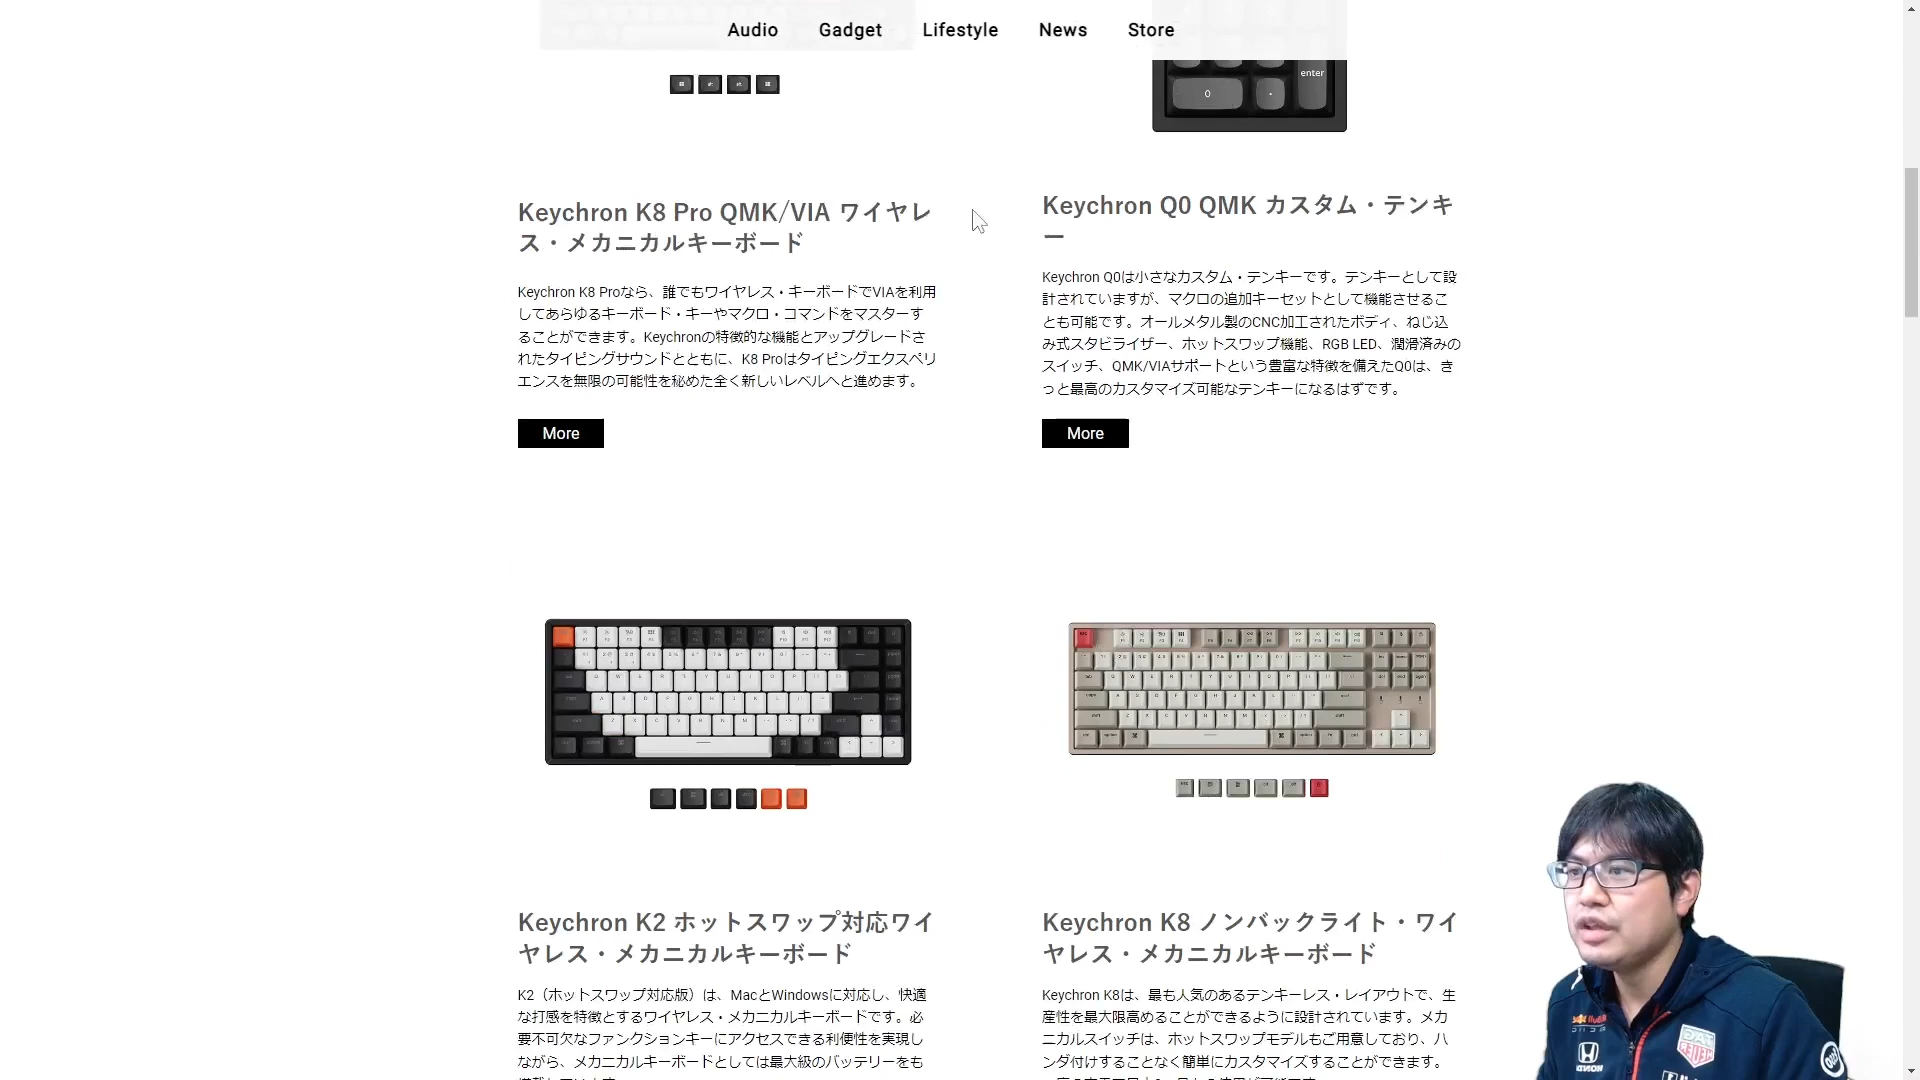 Audio
Gadget
Lifestyle
News
Store
enter
0
Keychron K8 Pro QMK/VIA ワイヤレ
ス・メカニカルキーボード
Keychron K8 Proなら、誰でもワイヤレス・キーボードでVIAを利用
してあらゆるキーボード・キーやマクロ・コマンドをマスターす
ることができます。Keychronの特徴的な機能とアップグレードさ
れたタイピングサウンドとともに、K8 Proはタイピングエクスペリ
エンスを無限の可能性を秘めた全く新しいレベルへと進めます。
More
Keychron Q0 QMK カスタム・テンキ
ー
Keychron Q0は小さなカスタム・テンキーです。テンキーとして設
計されていますが、マクロの追加キーセットとして機能させるこ
とも可能です。オールメタル製のCNC加工されたボディ、ねじ込
み式スタビライザー、ホットスワップ機能、RGB LED、潤滑済みの
スイッチ、QMK/VIAサポートという豊富な特徴を備えたQ0は、き
っと最高のカスタマイズ可能なテンキーになるはずです。
More
Keychron K2 ホットスワップ対応ワイ
ヤレス・メカニカルキーボード
K2（ホットスワップ対応版）は、MacとWindowsに対応し、快適
な打感を特徴とするワイヤレス・メカニカルキーボードです。必
要不可欠なファンクションキーにアクセスできる利便性を実現し
ながら、メカニカルキーボードとしては最大級のバッテリーをも
Keychron K8 ノンバックライト・ワイ
ヤレス・メカニカルキーボード
Keychron K8は、最も人気のあるテンキーレス・レイアウトで、生
産性を最大限高めることができるように設計されています。メカ
ニカルスイッチは、ホットスワップモデルもご用意しており、ハ
ンダ付けすることなく簡単にカスタマイズすることができます。